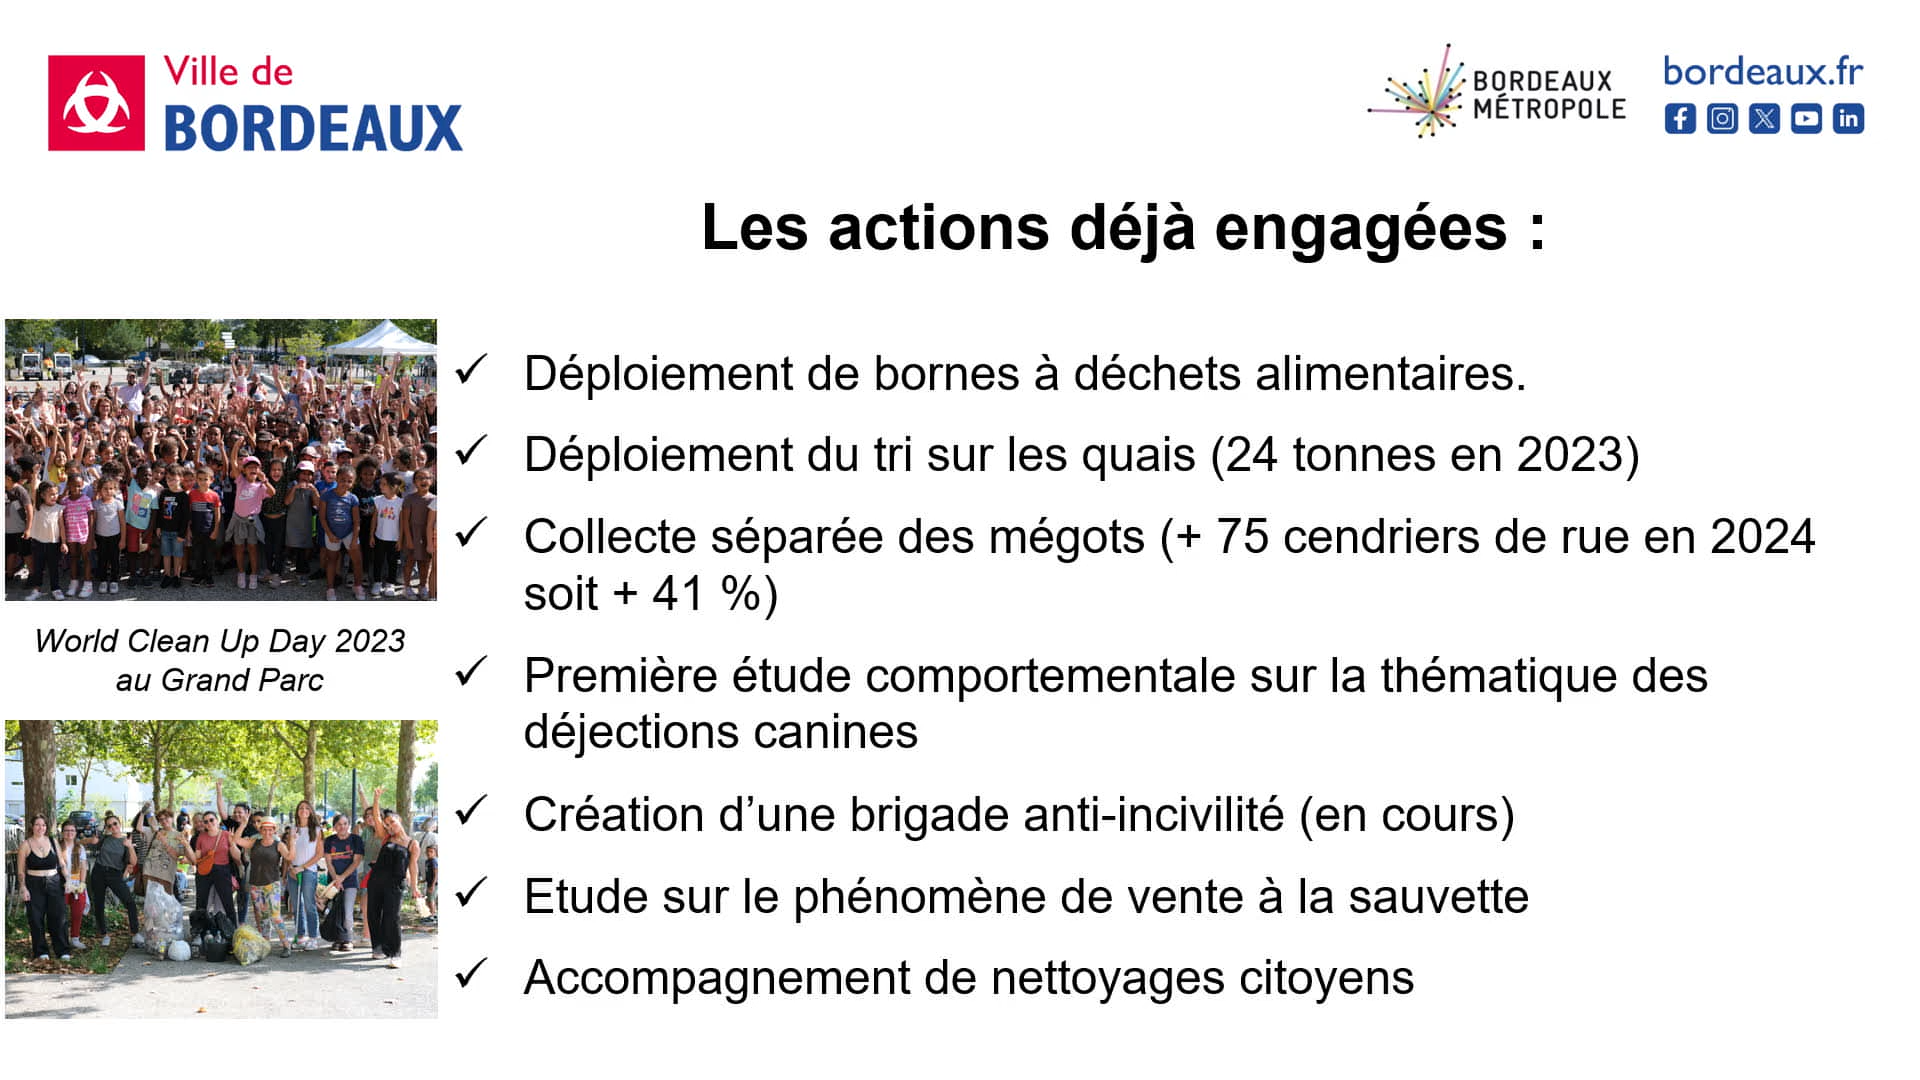 Ville de
BORDEAUX
BORDEAUX
MÉTROPOLE
bordeaux.fr
Les actions déjà engagées :
✓ Déploiement de bornes à déchets alimentaires.
✓ Déploiement du tri sur les quais (24 tonnes en 2023)
✓ Collecte séparée des mégots (+ 75 cendriers de rue en 2024
soit + 41 %)
✓ Première étude comportementale sur la thématique des
déjections canines
✓ Création d’une brigade anti-incivilité (en cours)
✓ Etude sur le phénomène de vente à la sauvette
✓ Accompagnement de nettoyages citoyens
World Clean Up Day 2023
au Grand Parc